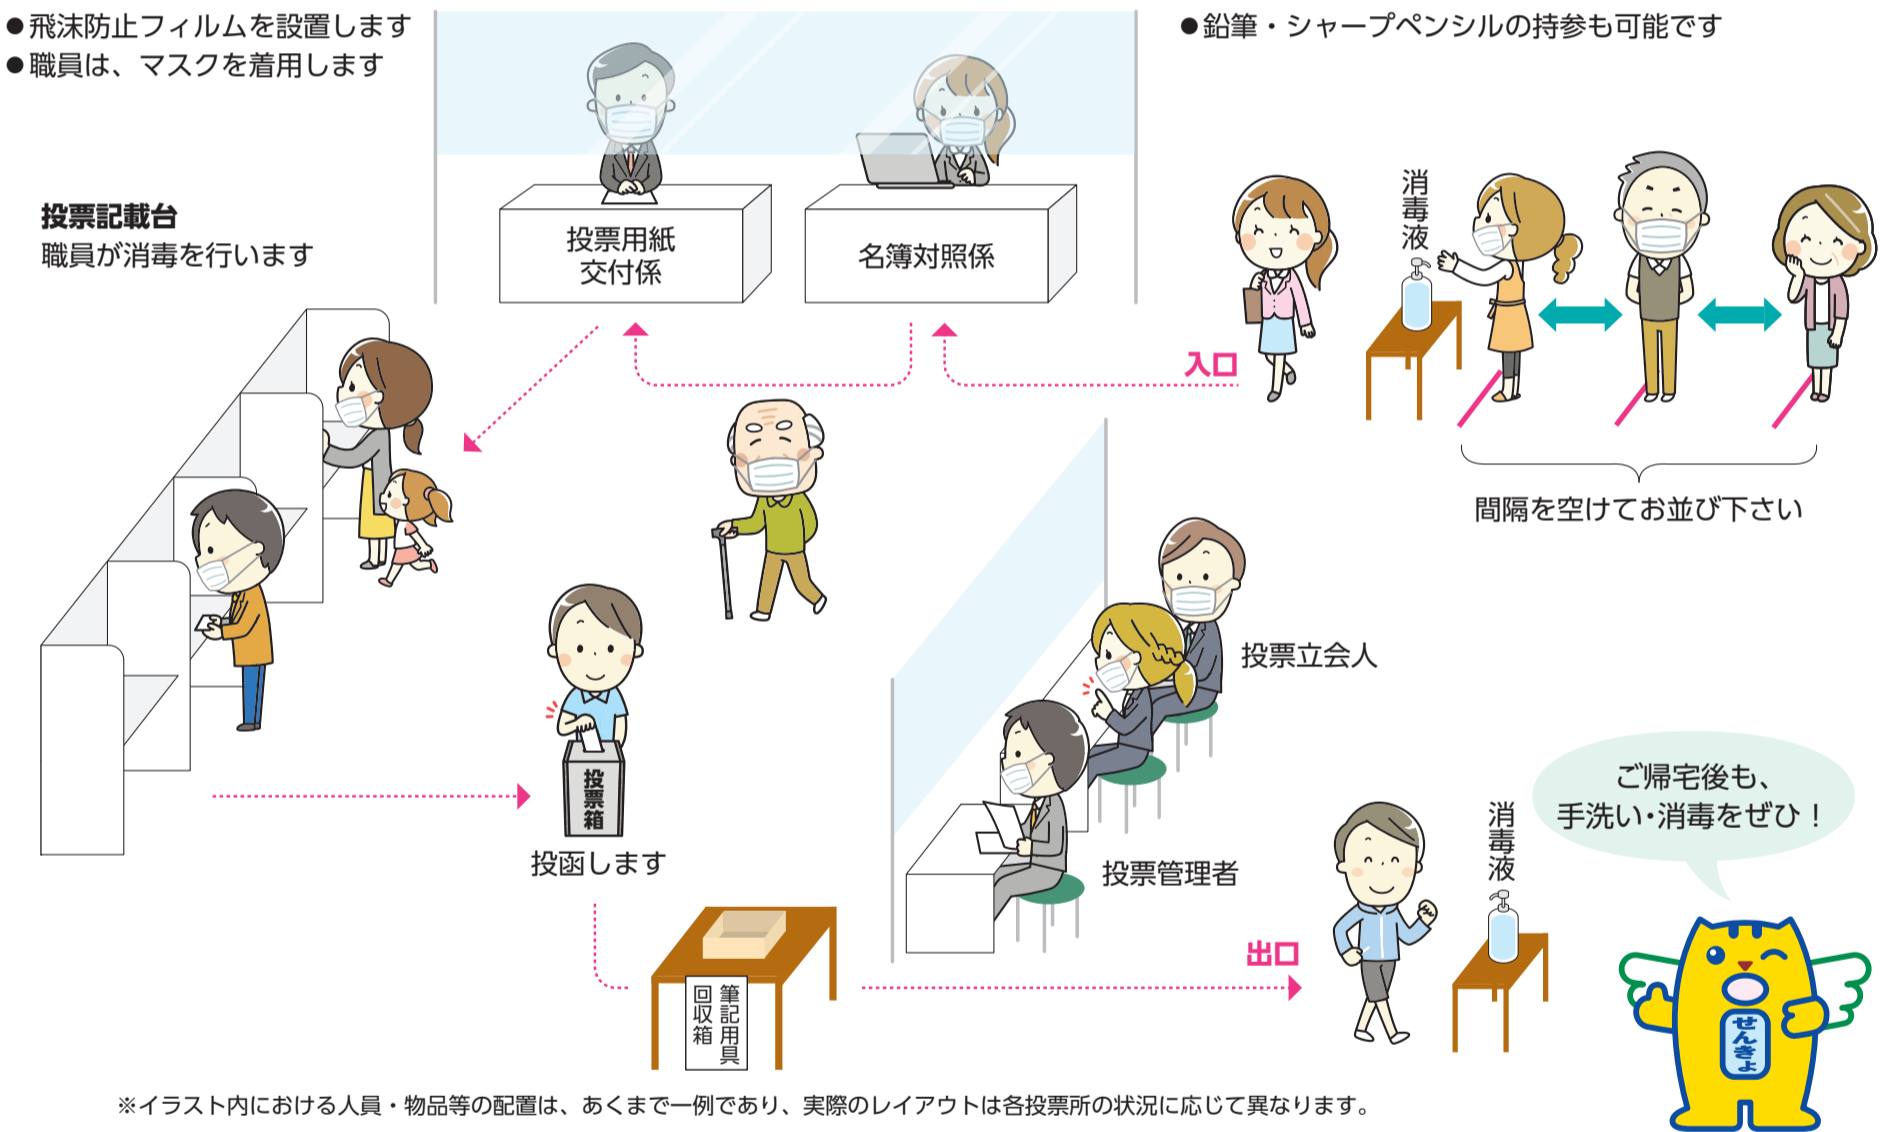 ●飛沫防止フィルムを設置します
●職員は、マスクを着用します
●鉛筆・シャープペンシルの持参も可能です
投票記載台
職員が消毒を行います
投票用紙
交付係
名簿対照係
消毒液
入口
間隔を空けてお並び下さい
投票立会人
投票箱
投函します
投票管理者
筆記用具
回収箱
出口
消毒液
ご帰宅後も、
手洗い・消毒をぜひ！
せんきょ
※イラスト内における人員・物品等の配置は、あくまで一例であり、実際のレイアウトは各投票所の状況に応じて異なります。